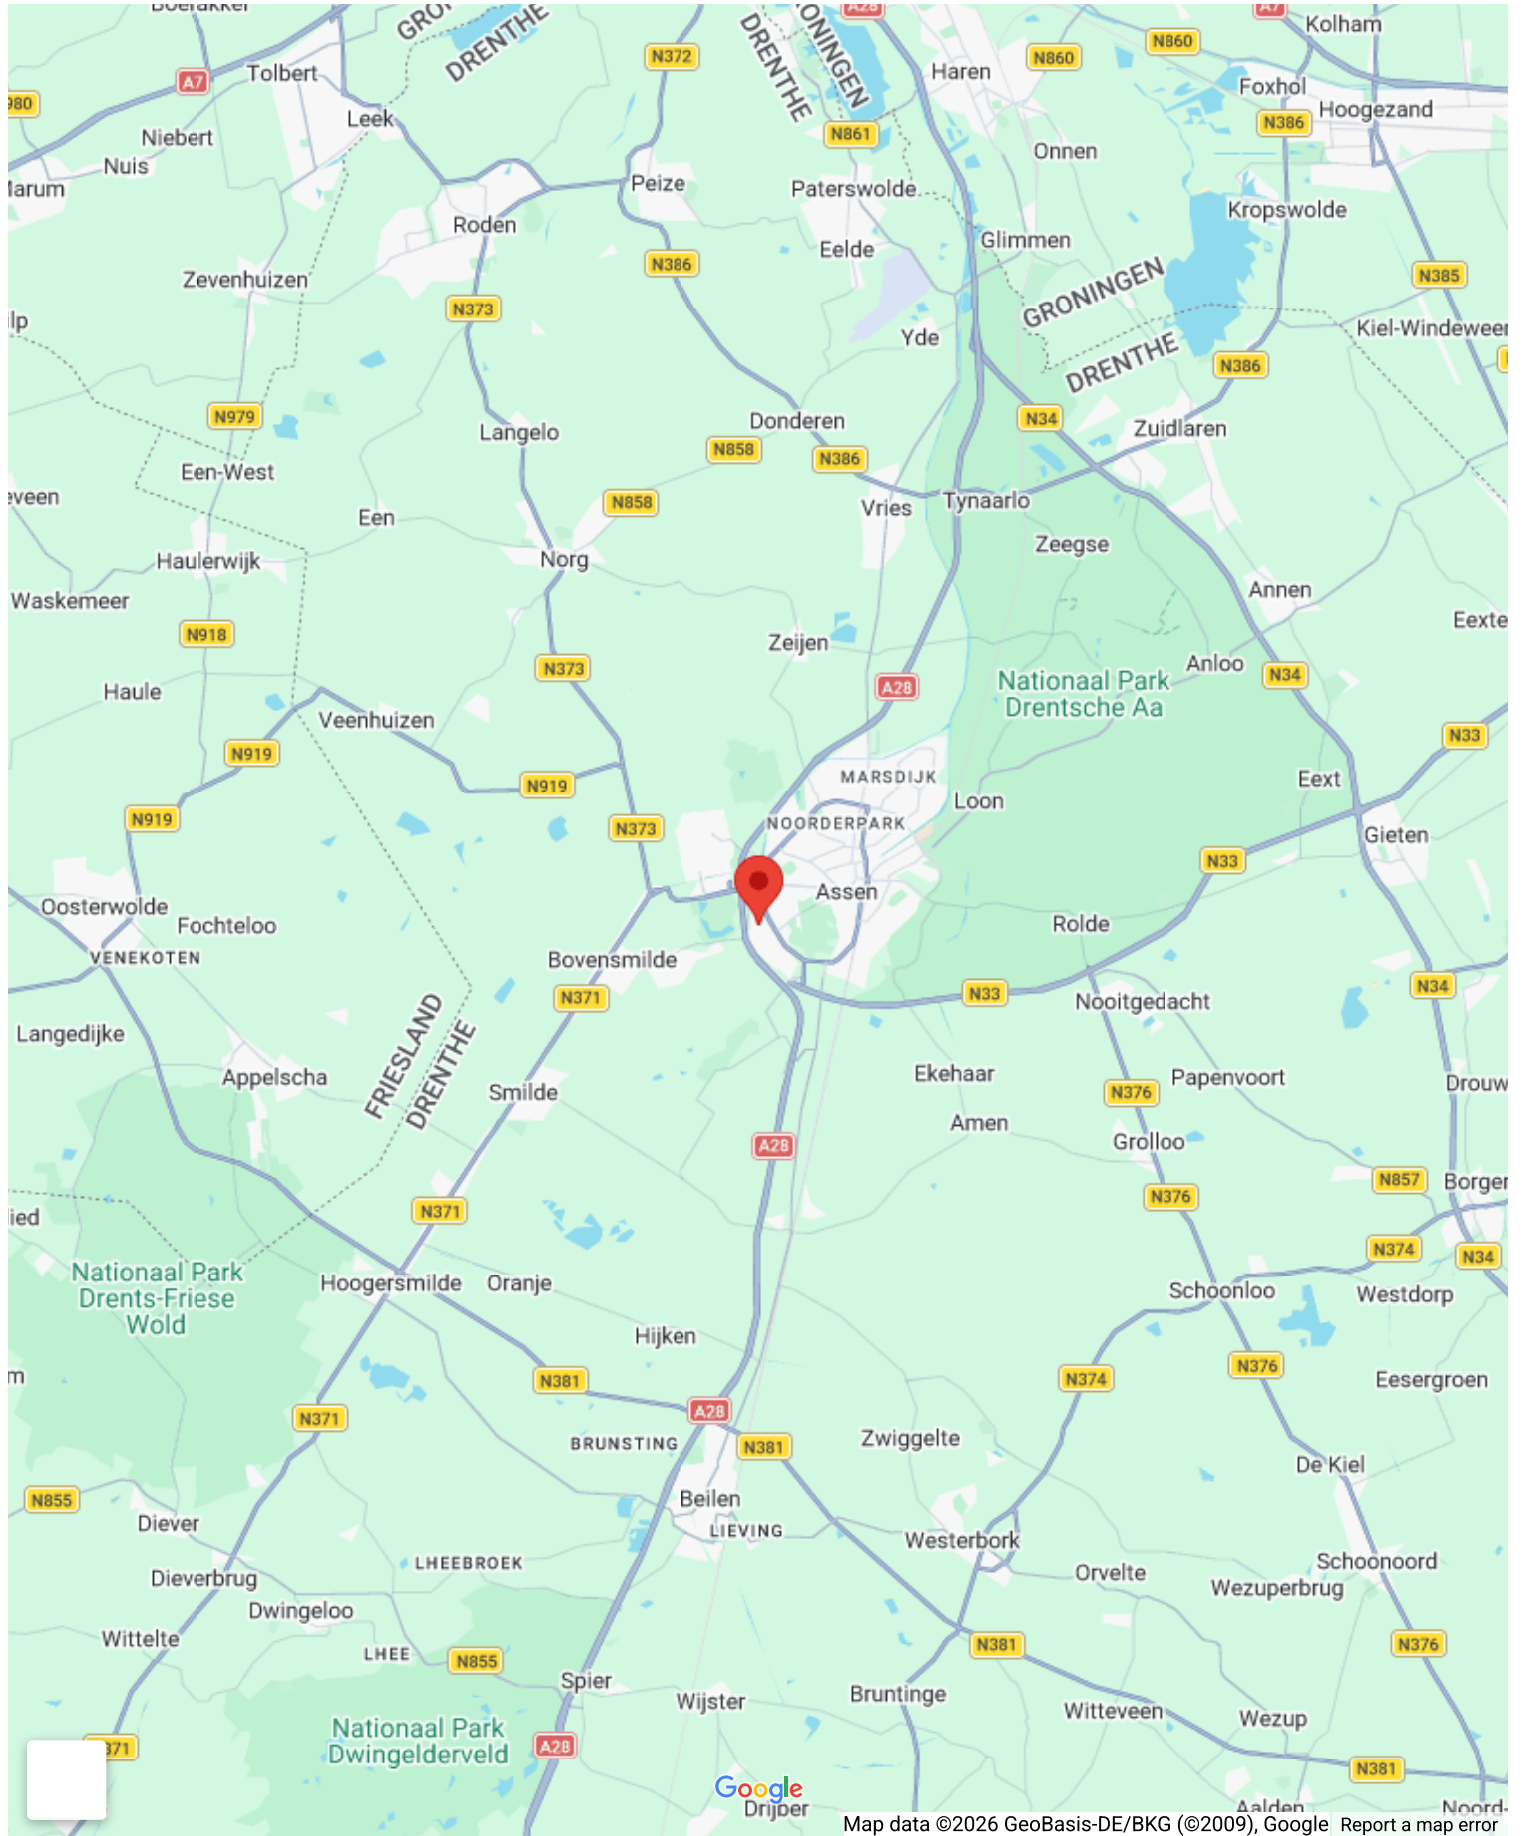 A28
A7
Kolham
N372
N860
N860
DRENTHE
DRENTHE
Tolbert
A7
Haren
Foxhol
Hoogezand
Leek
N386
Niebert
N861
Nuis
Onnen
Peize
Paterswolde
Roden
Kropswolde
Glimmen
Eelde
N386
Zevenhuizen
GRONINGEN
N385
N373
Kiel-Windeweer
Yde
DRENTHE
N386
N979
Donderen
N34
Langelo
Zuidlaren
N858
N386
Een-West
N858
Vries
Tynaarlo
Een
Zeegse
Haulerwijk
Norg
Annen
Waskemeer
N918
Zeijen
N373
Anloo
N34
Haule
A28
Nationaal Park
Drentsche Aa
Veenhuizen
N33
N919
N919
MARSDIJK
Eext
Loon
N919
N373
NOORDERPARK
Gieten
N33
Assen
Oosterwolde
Fochteloo
Rolde
VENEKOTEN
Bovensmilde
N371
N33
N34
Nooitgedacht
Langedijke
FRIESLAND
DRENTHE
Appelscha
Ekehaar
Papenvoort
Smilde
N376
Amen
Grolloo
A28
N857
Borger
N376
N371
N374
N34
Nationaal Park
Drents-Friese
Wold
Hoogersmilde
Oranje
Schoonloo
Westdorp
Hijken
N376
N381
N374
Eesergroen
A28
N371
BRUNSTING
N381
Zwiggelte
De Kiel
N855
Beilen
Diever
LIEVING
Westerbork
LHEEBROEK
Schoonoord
Orvelte
Dieverbrug
Wezuperbrug
Dwingeloo
Wittelte
N381
N376
LHEE
N855
Spier
Wijster
Bruntinge
Witteveen
Wezup
Nationaal Park
Dwingelderveld
A28
N381
Google
Drijber
Aalden
Map data ©2026 GeoBasis-DE/BKG (©2009), Google
Report a map error